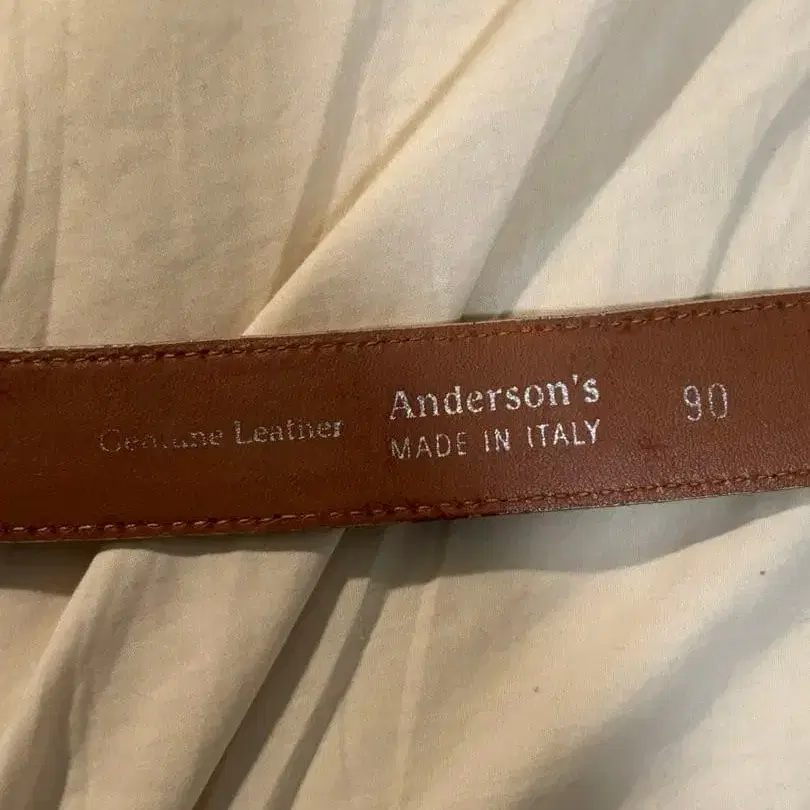 Genuine Leather
Anderson's
MADE IN ITALY
90